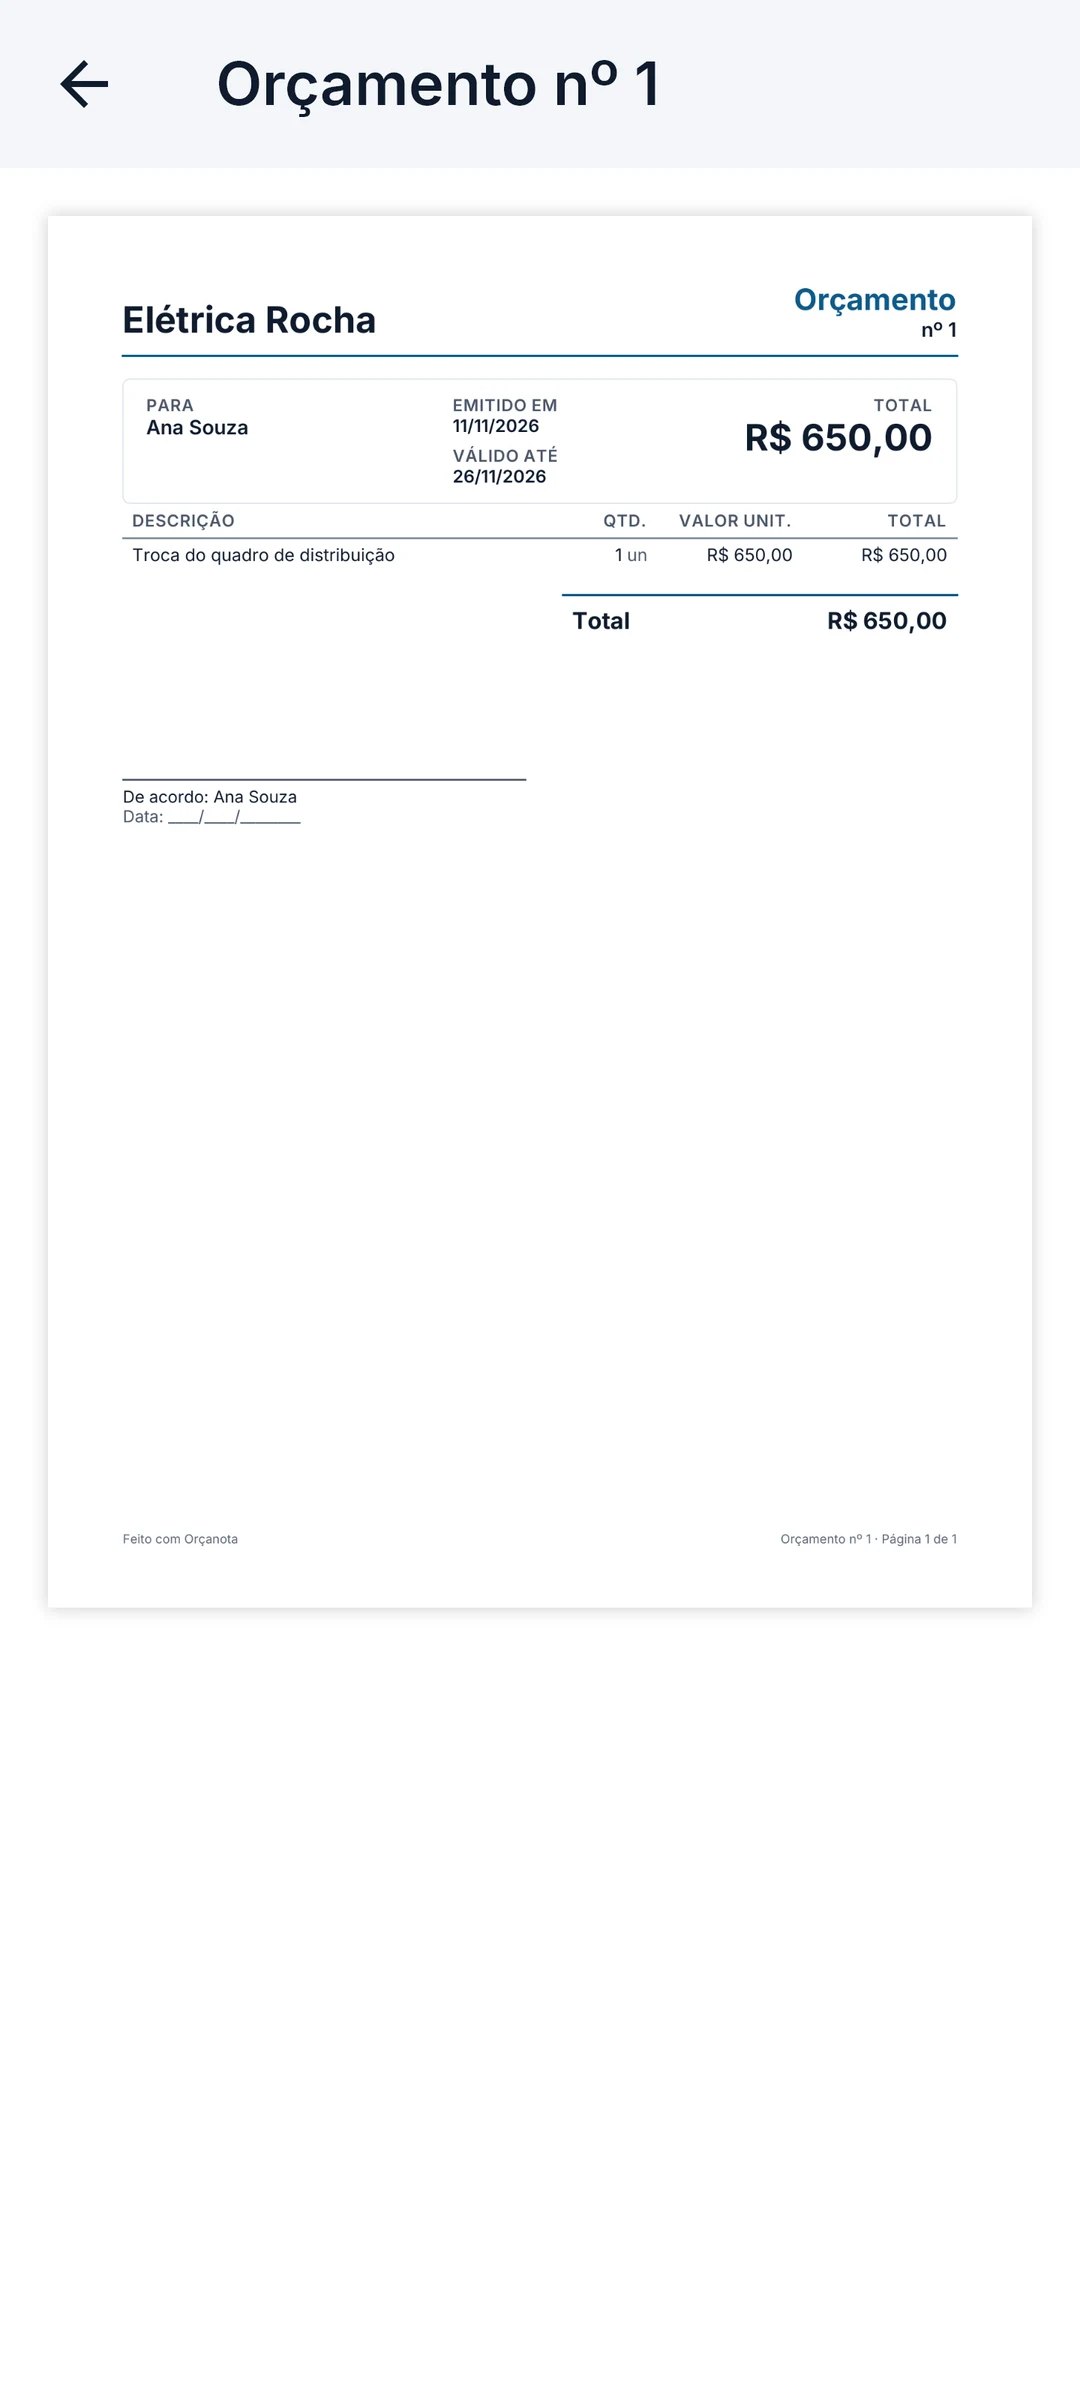 Orçamento nº 1
Elétrica Rocha
Orçamento
nº 1
PARA
Ana Souza
EMITIDO EM
11/11/2026
VÁLIDO ATÉ
26/11/2026
TOTAL
R$ 650,00
DESCRIÇÃO QTD. VALOR UNIT. TOTAL
Troca do quadro de distribuição 1 un R$ 650,00 R$ 650,00
Total R$ 650,00
De acordo: Ana Souza
Data: ____/____/________
Feito com Orçanota Orçamento nº 1 · Página 1 de 1